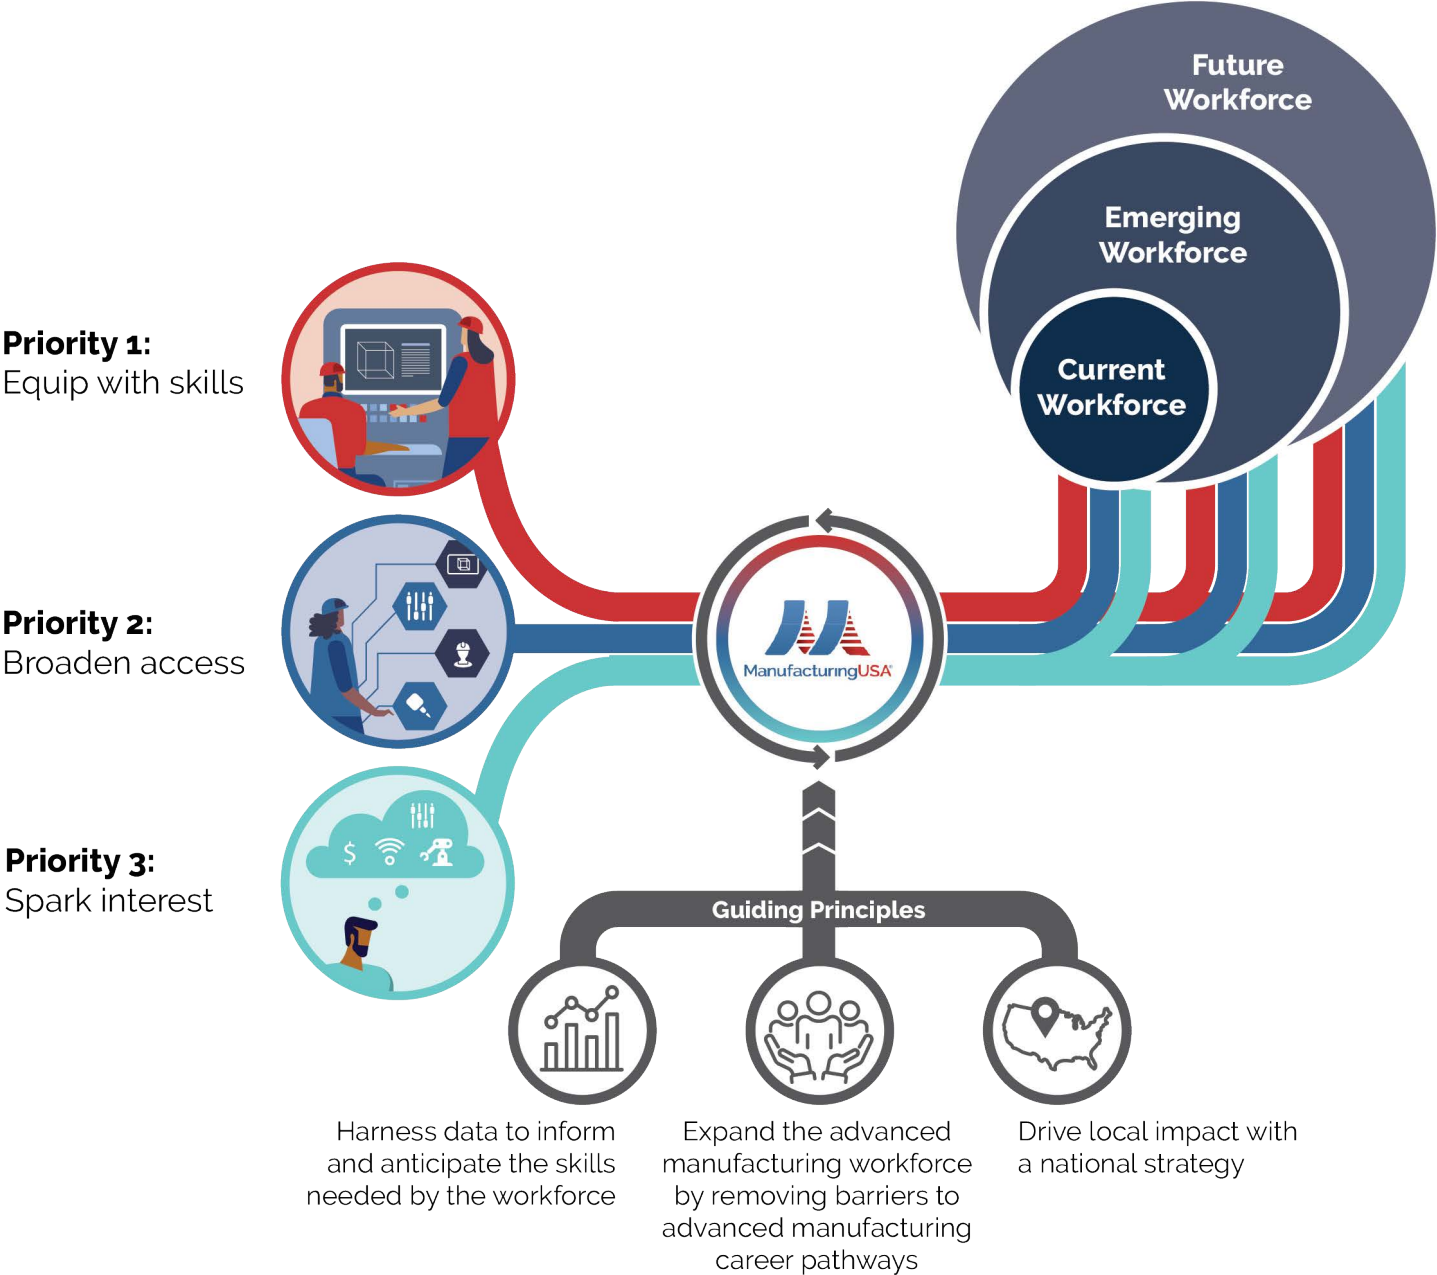 Future
Workforce
Emerging
Workforce
Current
Workforce
Priority 1:
Equip with skills
Priority 2:
Broaden access
Priority 3:
Spark interest
ManufacturingUSA®
$
Guiding Principles
Harness data to inform
and anticipate the skills
needed by the workforce
Expand the advanced
manufacturing workforce
by removing barriers to
advanced manufacturing
career pathways
Drive local impact with
a national strategy